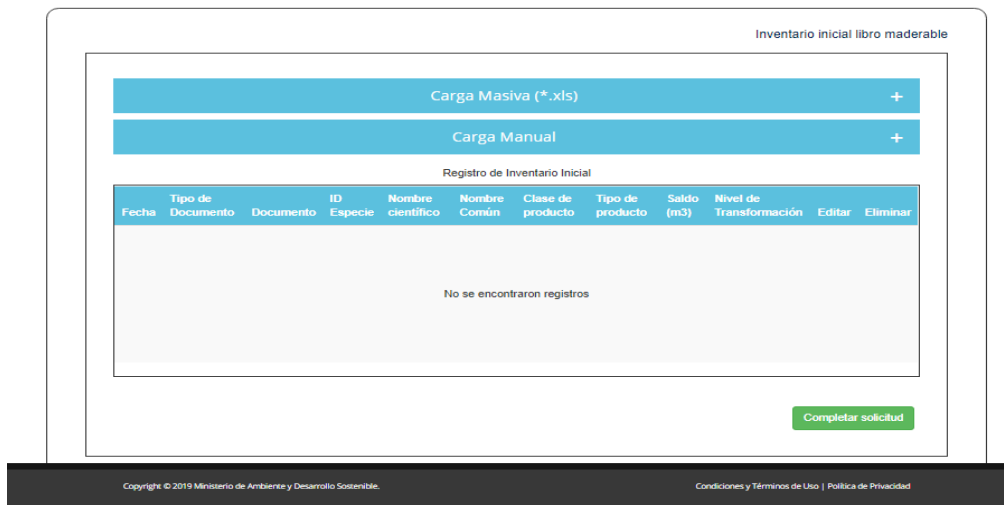 Inventario inicial libro maderable
Carga Masiva (*.xls) +
Carga Manual +
Registro de Inventario Inicial
Fecha Tipo de Documento Documento ID Especie Nombre científico Nombre Común Clase de producto Tipo de producto Saldo (m3) Nivel de Transformación Editar Eliminar
No se encontraron registros
Completar solicitud
Copyright © 2019 Ministerio de Ambiente y Desarrollo Sostenible. Condiciones y Términos de Uso | Política de Privacidad